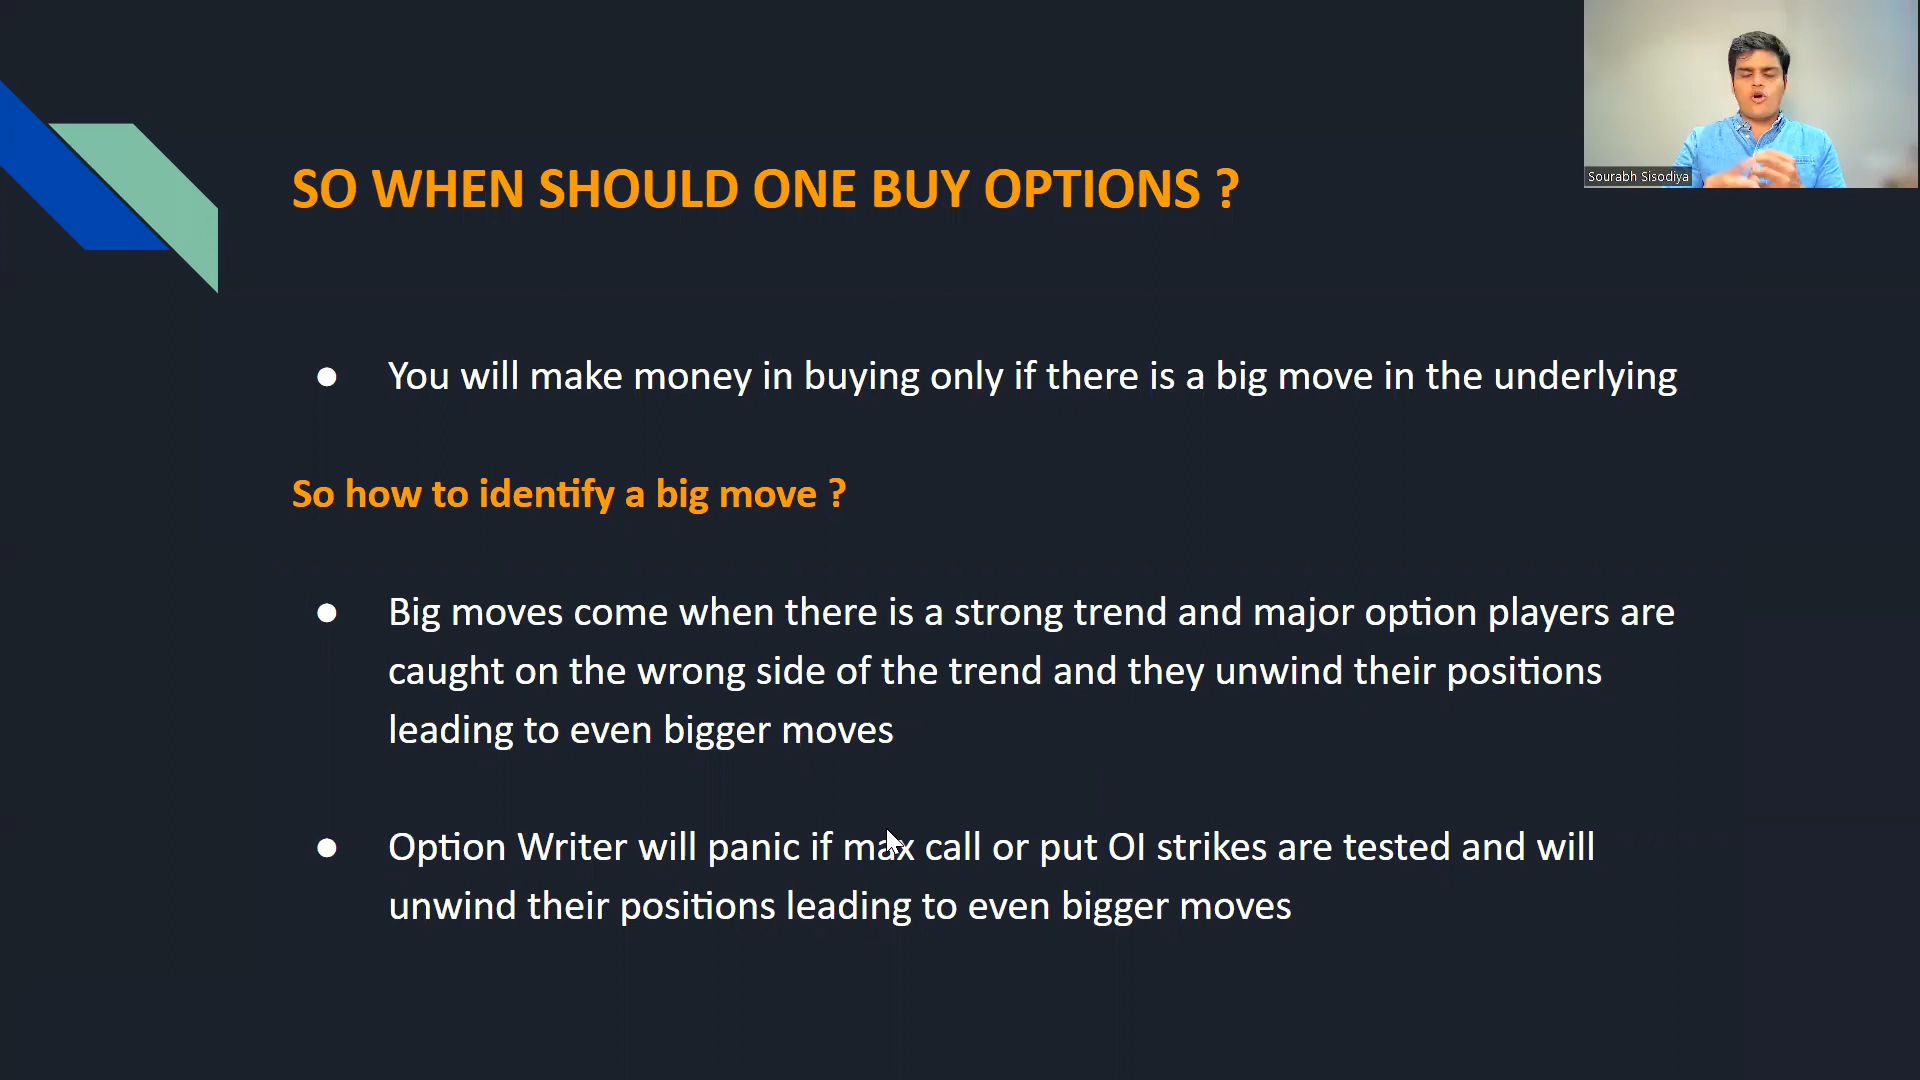 Sourabh Sisodiya
SO WHEN SHOULD ONE BUY OPTIONS ?
● You will make money in buying only if there is a big move in the underlying
So how to identify a big move ?
● Big moves come when there is a strong trend and major option players are
caught on the wrong side of the trend and they unwind their positions
leading to even bigger moves
● Option Writer will panic if max call or put OI strikes are tested and will
unwind their positions leading to even bigger moves